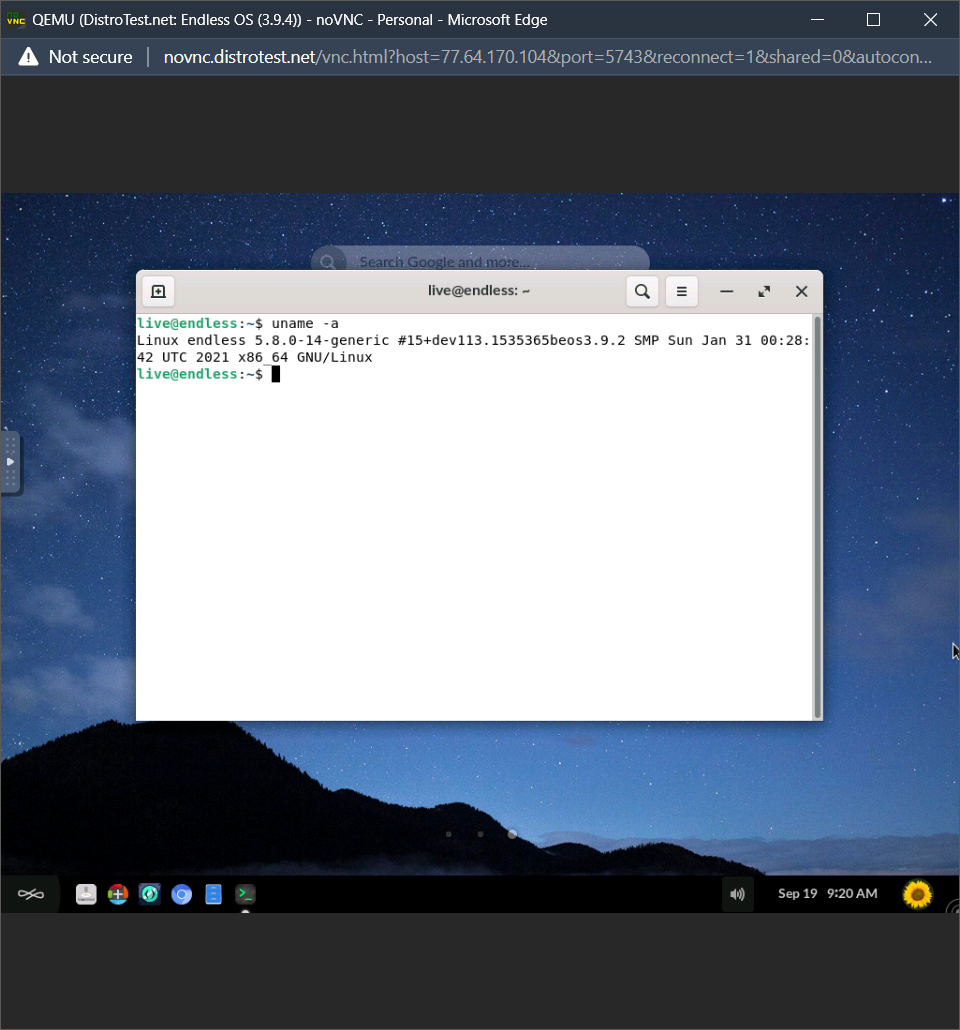 QEMU (DistroTest.net: Endless OS (3.9.4)) - noVNC - Personal - Microsoft Edge
Not secure | novnc.distrotest.net/vnc.html?host=77.64.170.104&port=5743&reconnect=1&shared=0&autocon...
Search Google and more...
live@endless: ~
live@endless:~$ uname -a
Linux endless 5.8.0-14-generic #15+dev113.1535365beos3.9.2 SMP Sun Jan 31 00:28:
42 UTC 2021 x86_64 GNU/Linux
live@endless:~$
Sep 19 9:20 AM